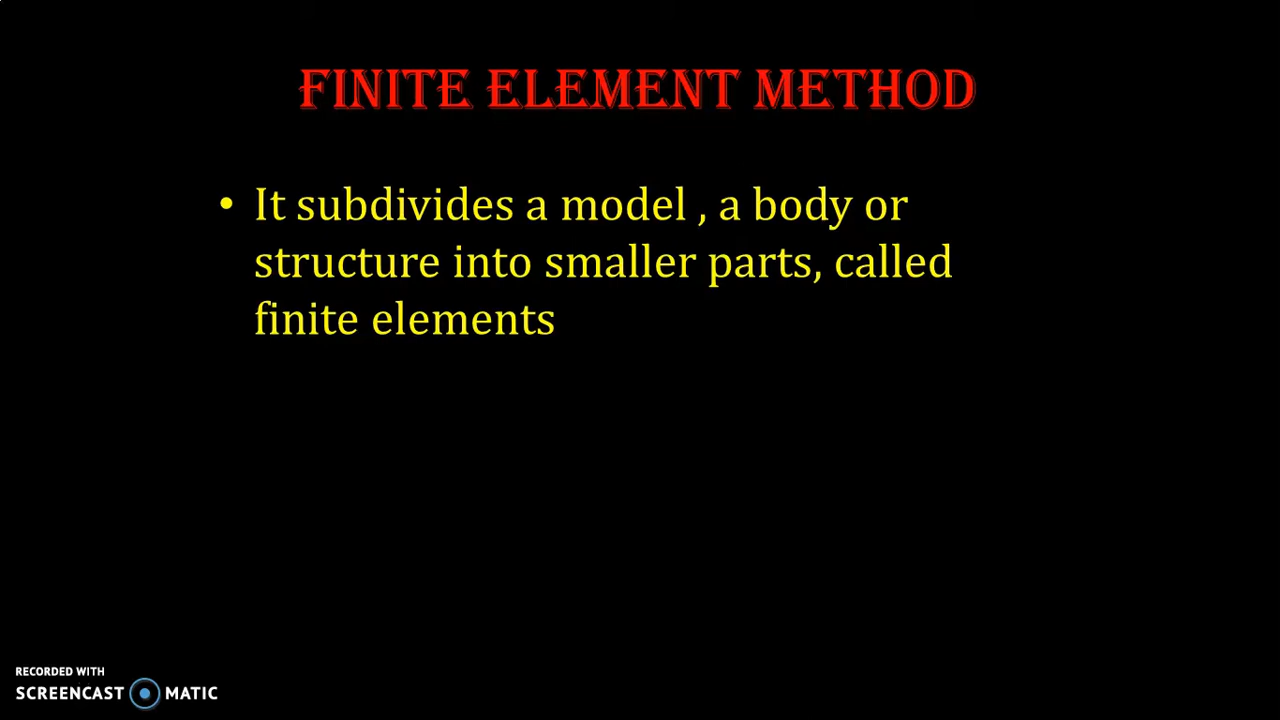 FINITE ELEMENT METHOD
• It subdivides a model , a body or
structure into smaller parts, called
finite elements
RECORDED WITH
SCREENCAST MATIC